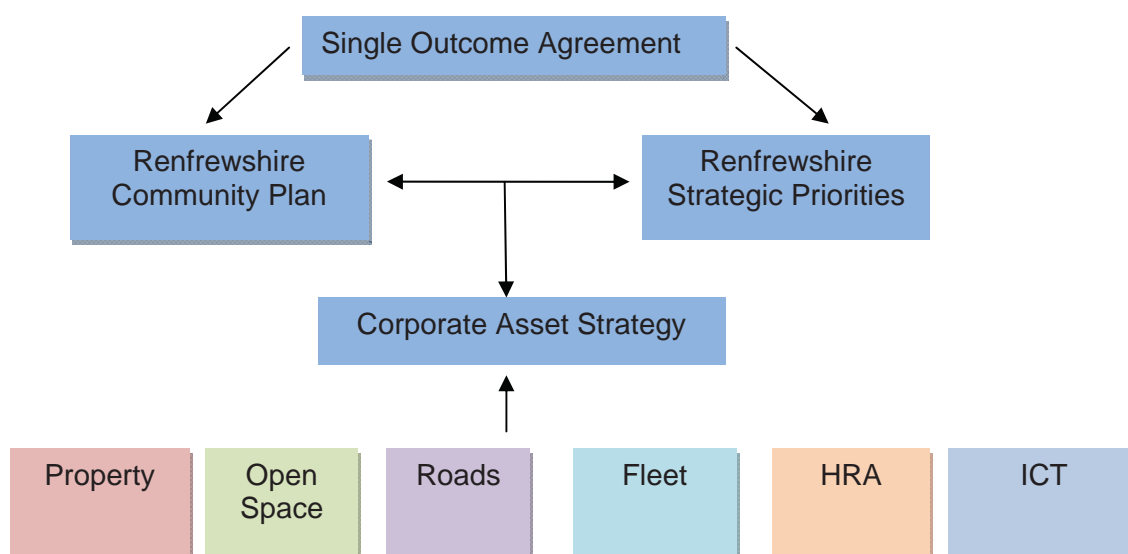 Single Outcome Agreement
Renfrewshire
Community Plan
Renfrewshire
Strategic Priorities
Corporate Asset Strategy
Property
Open
Space
Roads
Fleet
HRA
ICT